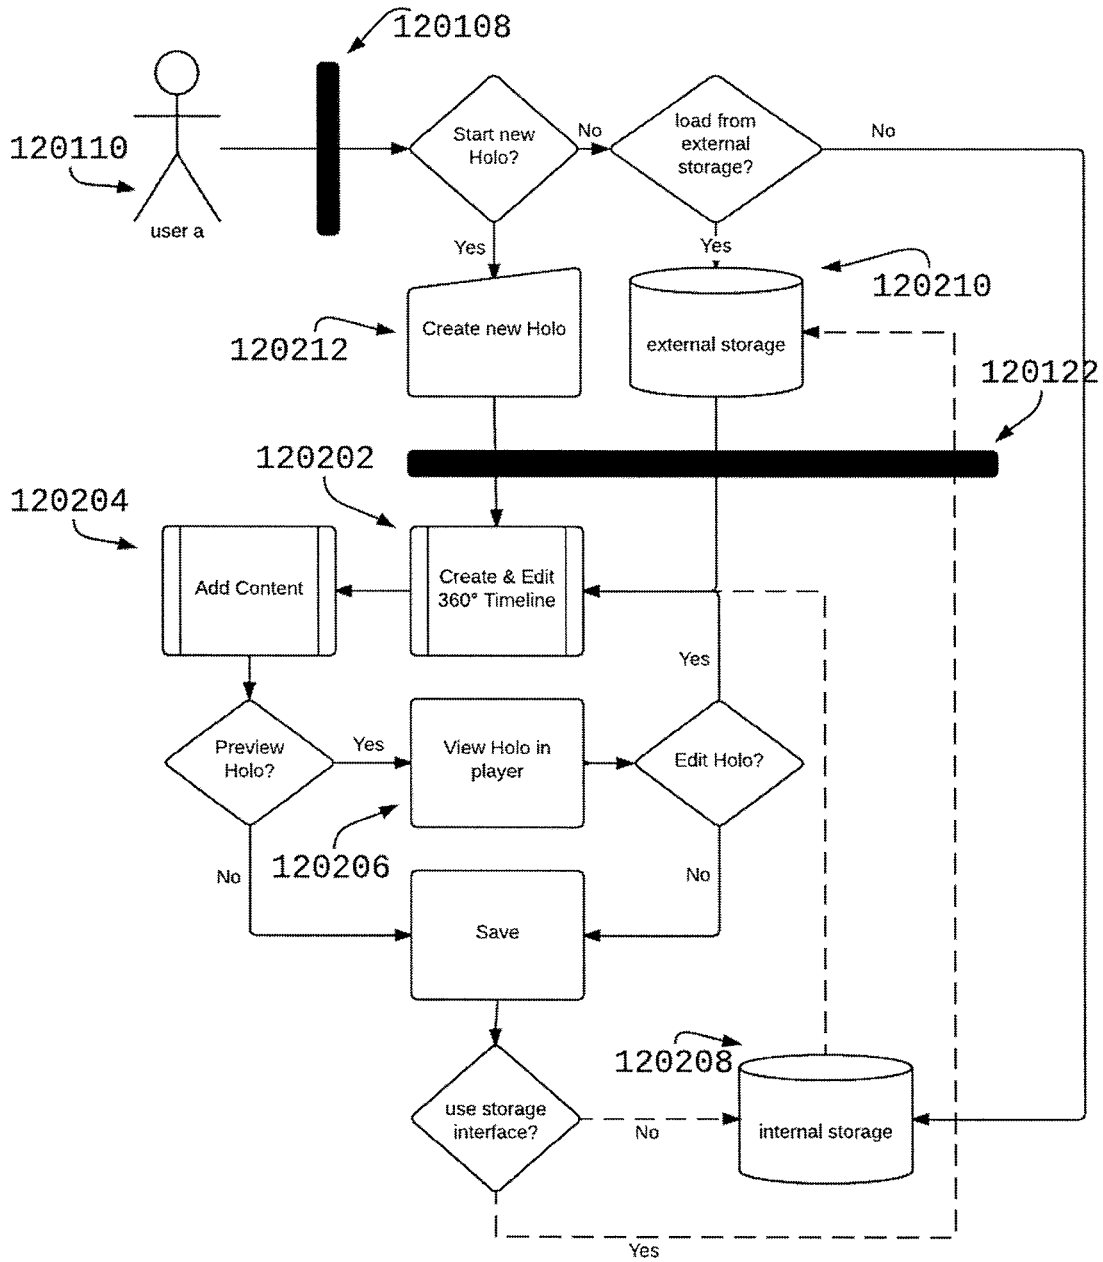 120108
120110
user a
Start new
Holo?
No
load from
external
storage?
No
Yes
Yes
120210
Create new Holo
120212
external storage
120122
120202
120204
Add Content
Create & Edit
360° Timeline
Yes
Preview
Holo?
Yes
View Holo in
player
Edit Holo?
120206
No
No
Save
120208
use storage
interface?
No
internal storage
Yes